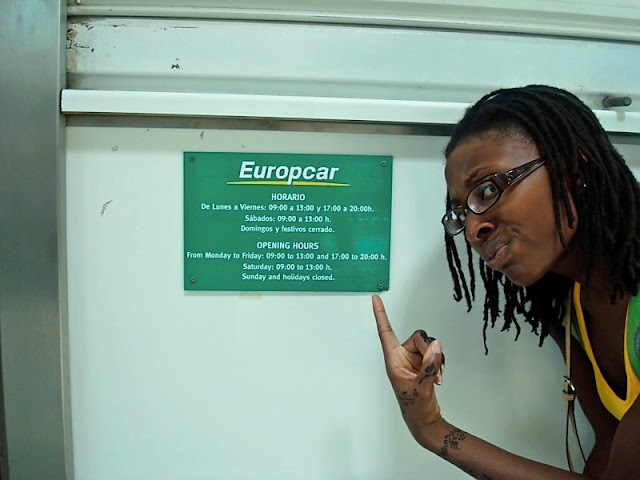 Europcar
HORARIO
De Lunes a Viernes: 09:00 a 13:00 y 17:00 a 20:00h.
Sábados: 09:00 a 13:00 h.
Domingos y festivos cerrado.
OPENING HOURS
From Monday to Friday: 09:00 to 13:00 and 17:00 to 20:00 h.
Saturday: 09:00 to 13:00 h.
Sunday and holidays closed.